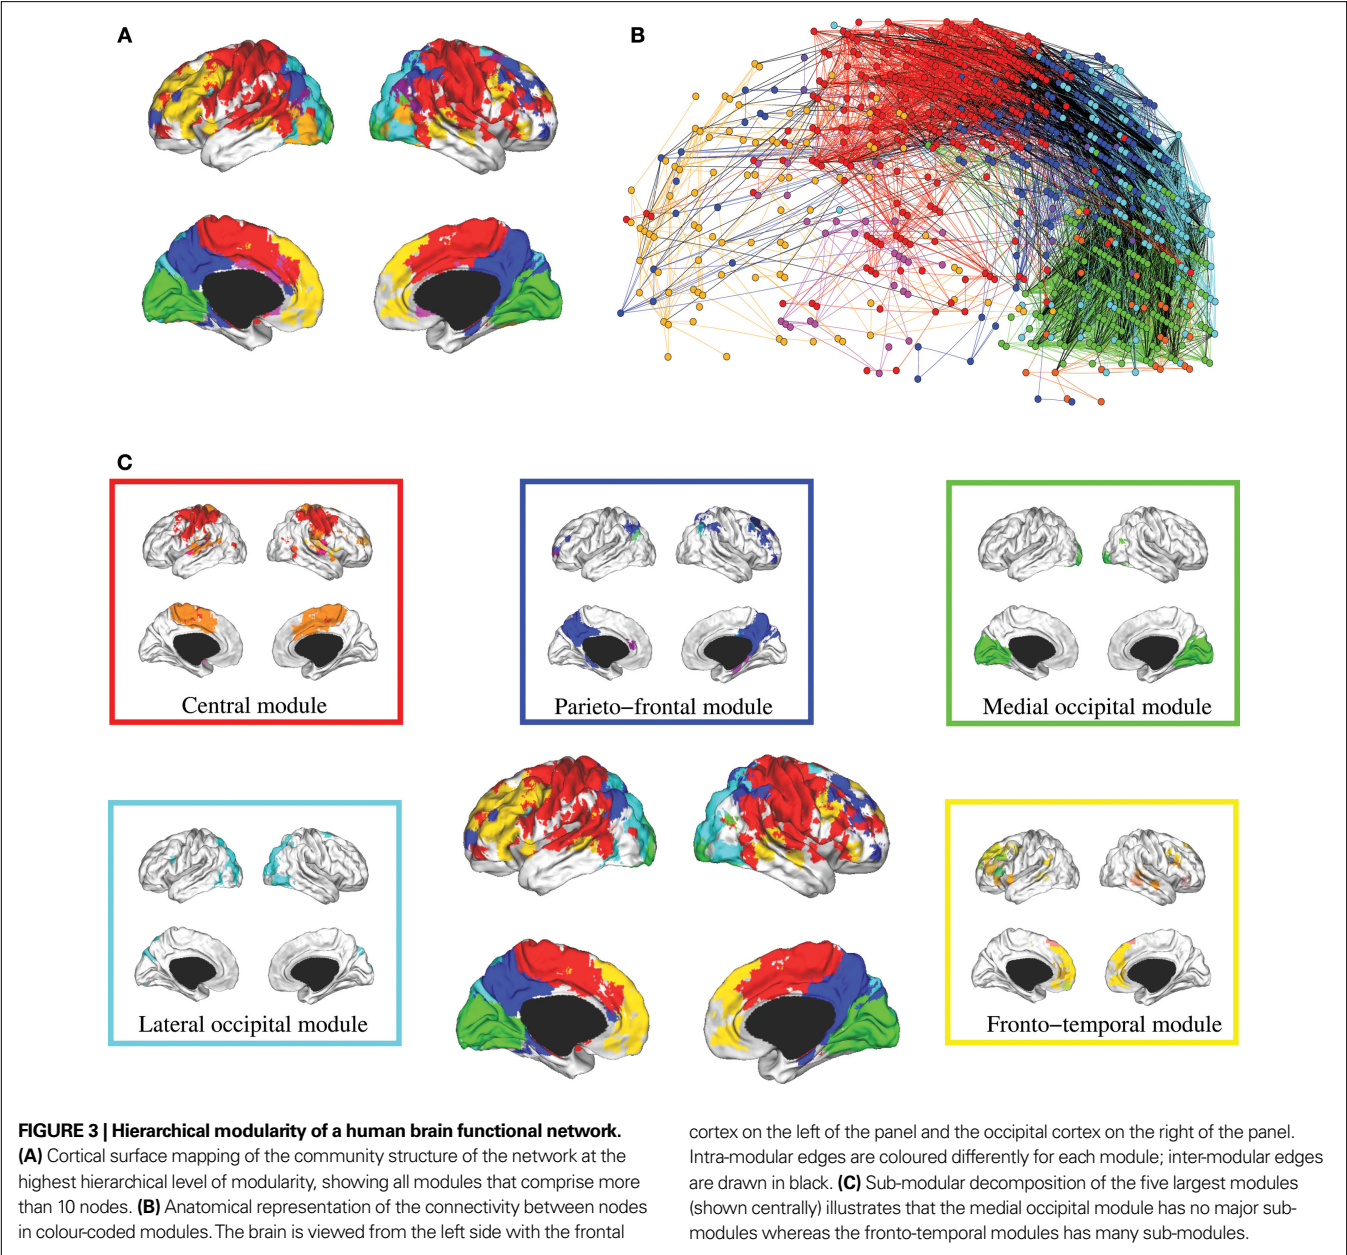 A
B
C
Central module
Parieto−frontal module
Medial occipital module
Lateral occipital module
Fronto−temporal module
FIGURE 3 | Hierarchical modularity of a human brain functional network.
(A) Cortical surface mapping of the community structure of the network at the
highest hierarchical level of modularity, showing all modules that comprise more
than 10 nodes. (B) Anatomical representation of the connectivity between nodes
in colour-coded modules. The brain is viewed from the left side with the frontal
cortex on the left of the panel and the occipital cortex on the right of the panel.
Intra-modular edges are coloured differently for each module; inter-modular edges
are drawn in black. (C) Sub-modular decomposition of the five largest modules
(shown centrally) illustrates that the medial occipital module has no major sub-
modules whereas the fronto-temporal modules has many sub-modules.